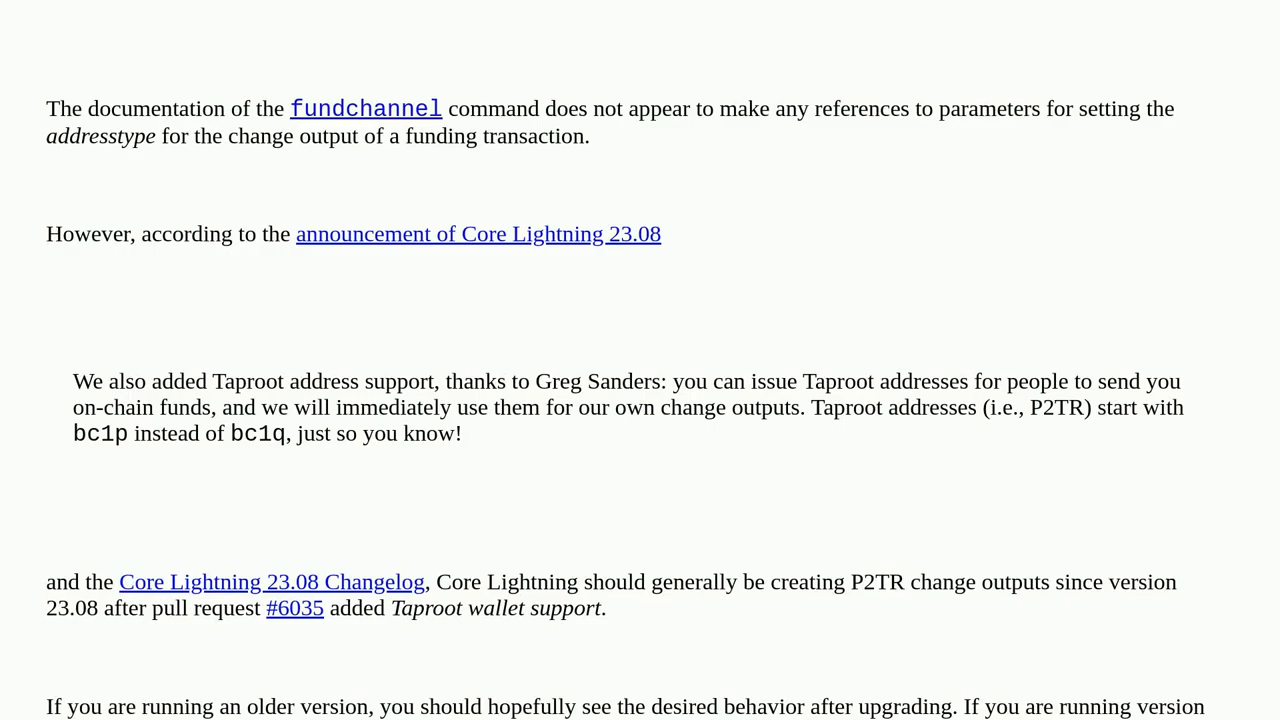 The documentation of the fundchannel command does not appear to make any references to parameters for setting the
addresstype for the change output of a funding transaction.
However, according to the announcement of Core Lightning 23.08
We also added Taproot address support, thanks to Greg Sanders: you can issue Taproot addresses for people to send you
on-chain funds, and we will immediately use them for our own change outputs. Taproot addresses (i.e., P2TR) start with
bc1p instead of bc1q, just so you know!
and the Core Lightning 23.08 Changelog, Core Lightning should generally be creating P2TR change outputs since version
23.08 after pull request #6035 added Taproot wallet support.
If you are running an older version, you should hopefully see the desired behavior after upgrading. If you are running version